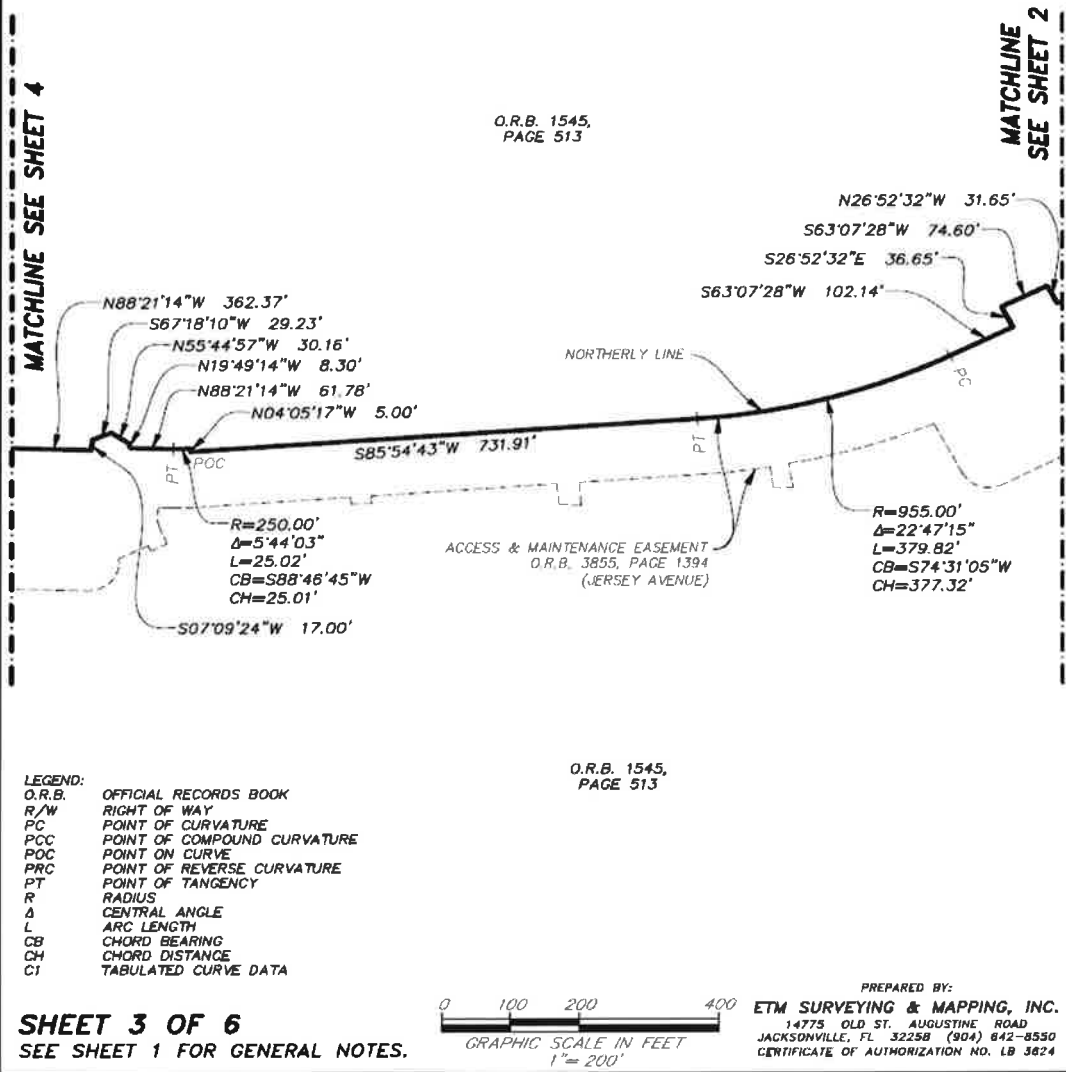 MATCHLINE SEE SHEET 4
O.R.B. 1545,
PAGE 513
MATCHLINE
SEE SHEET 2
N26°52'32"W 31.65'
S63°07'28"W 74.60'
S26°52'32"E 36.65'
S63°07'28"W 102.14'
N88°21'14"W 362.37'
S67°18'10"W 29.23'
N55°44'57"W 30.16'
N19°49'14"W 8.30'
N88°21'14"W 61.78'
N04°05'17"W 5.00'
NORTHERLY LINE
PC
PT
POC
S85°54'43"W 731.91'
PT
R=250.00'
Δ=5°44'03"
L=25.02'
CB=S88°46'45"W
CH=25.01'
ACCESS & MAINTENANCE EASEMENT
O.R.B. 3855, PAGE 1394
(JERSEY AVENUE)
R=955.00'
Δ=22°47'15"
L=379.82'
CB=S74°31'05"W
CH=377.32'
S07°09'24"W 17.00'
O.R.B. 1545,
PAGE 513
LEGEND:
O.R.B. OFFICIAL RECORDS BOOK
R/W RIGHT OF WAY
PC POINT OF CURVATURE
PCC POINT OF COMPOUND CURVATURE
POC POINT ON CURVE
PRC POINT OF REVERSE CURVATURE
PT POINT OF TANGENCY
R RADIUS
Δ CENTRAL ANGLE
L ARC LENGTH
CB CHORD BEARING
CH CHORD DISTANCE
C1 TABULATED CURVE DATA
SHEET 3 OF 6
SEE SHEET 1 FOR GENERAL NOTES.
0 100 200 400
GRAPHIC SCALE IN FEET
1"= 200'
PREPARED BY:
ETM SURVEYING & MAPPING, INC.
14775 OLD ST. AUGUSTINE ROAD
JACKSONVILLE, FL 32258 (904) 642-8550
CERTIFICATE OF AUTHORIZATION NO. LB 3624